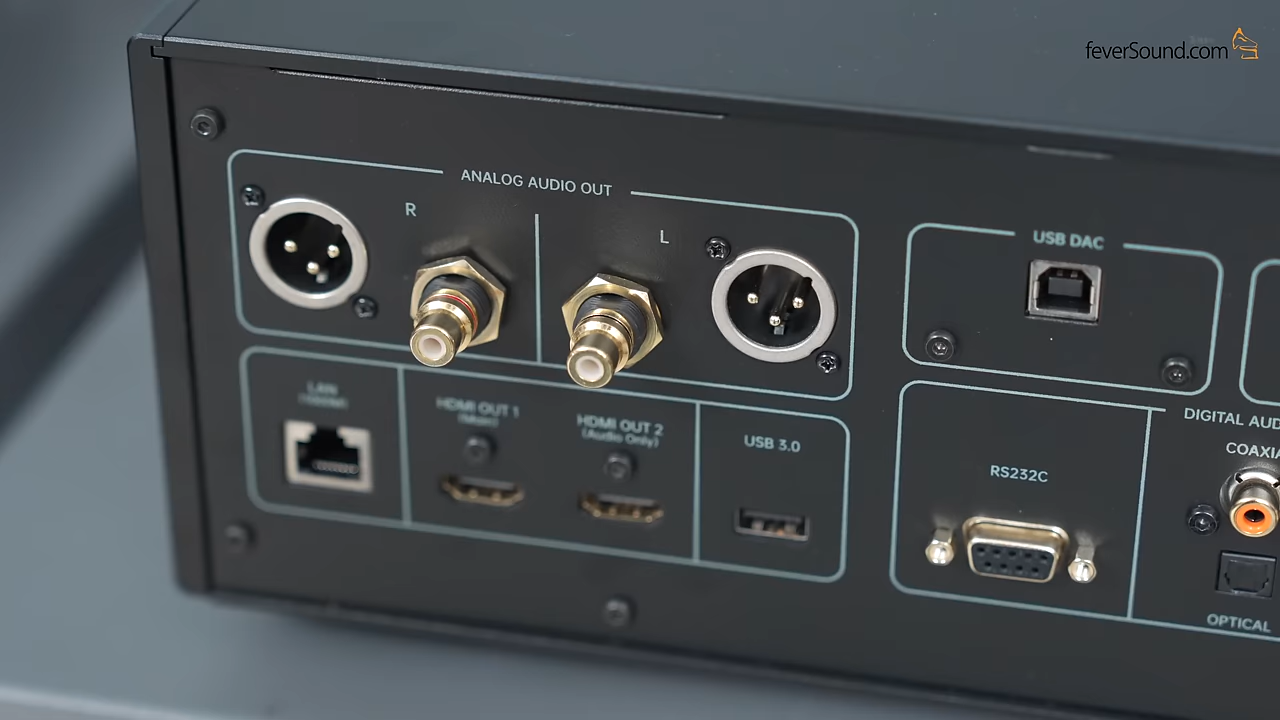 feverSound.com
ANALOG AUDIO OUT
R
L
USB DAC
LAN
HDMI OUT 1
(Main)
HDMI OUT 2
(Audio Only)
USB 3.0
RS232C
DIGITAL AUD
COAXIA
OPTICAL